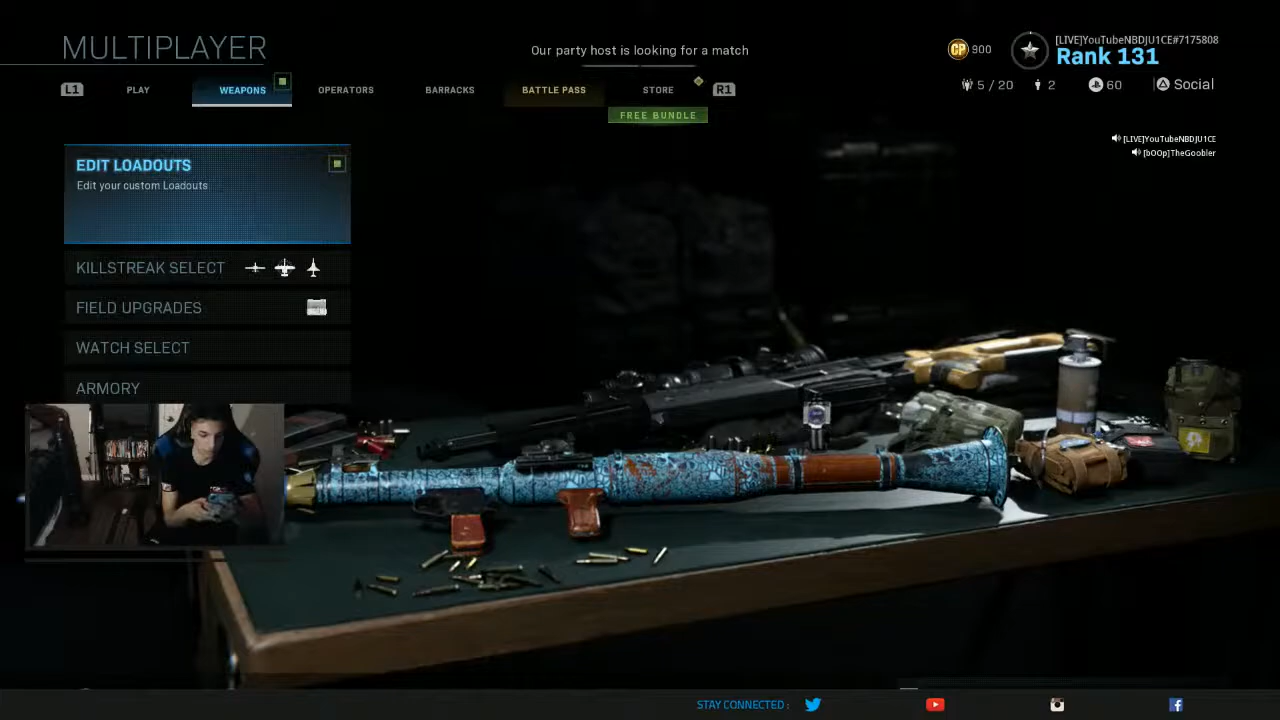 MULTIPLAYER
Our party host is looking for a match
CP 900
[LIVE]YouTubeNBDJU1CE#7175808
Rank 131
L1
PLAY
WEAPONS
OPERATORS
BARRACKS
BATTLE PASS
STORE
R1
5 / 20
2
60
Social
FREE BUNDLE
[LIVE]YouTubeNBDJU1CE
[bOOp]TheGoobler
EDIT LOADOUTS
Edit your custom Loadouts
KILLSTREAK SELECT
FIELD UPGRADES
WATCH SELECT
ARMORY
STAY CONNECTED :